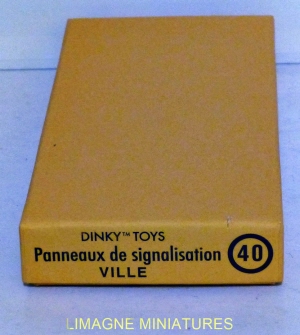 DINKY™ TOYS
Panneaux de signalisation 40
VILLE
LIMAGNE MINIATURES